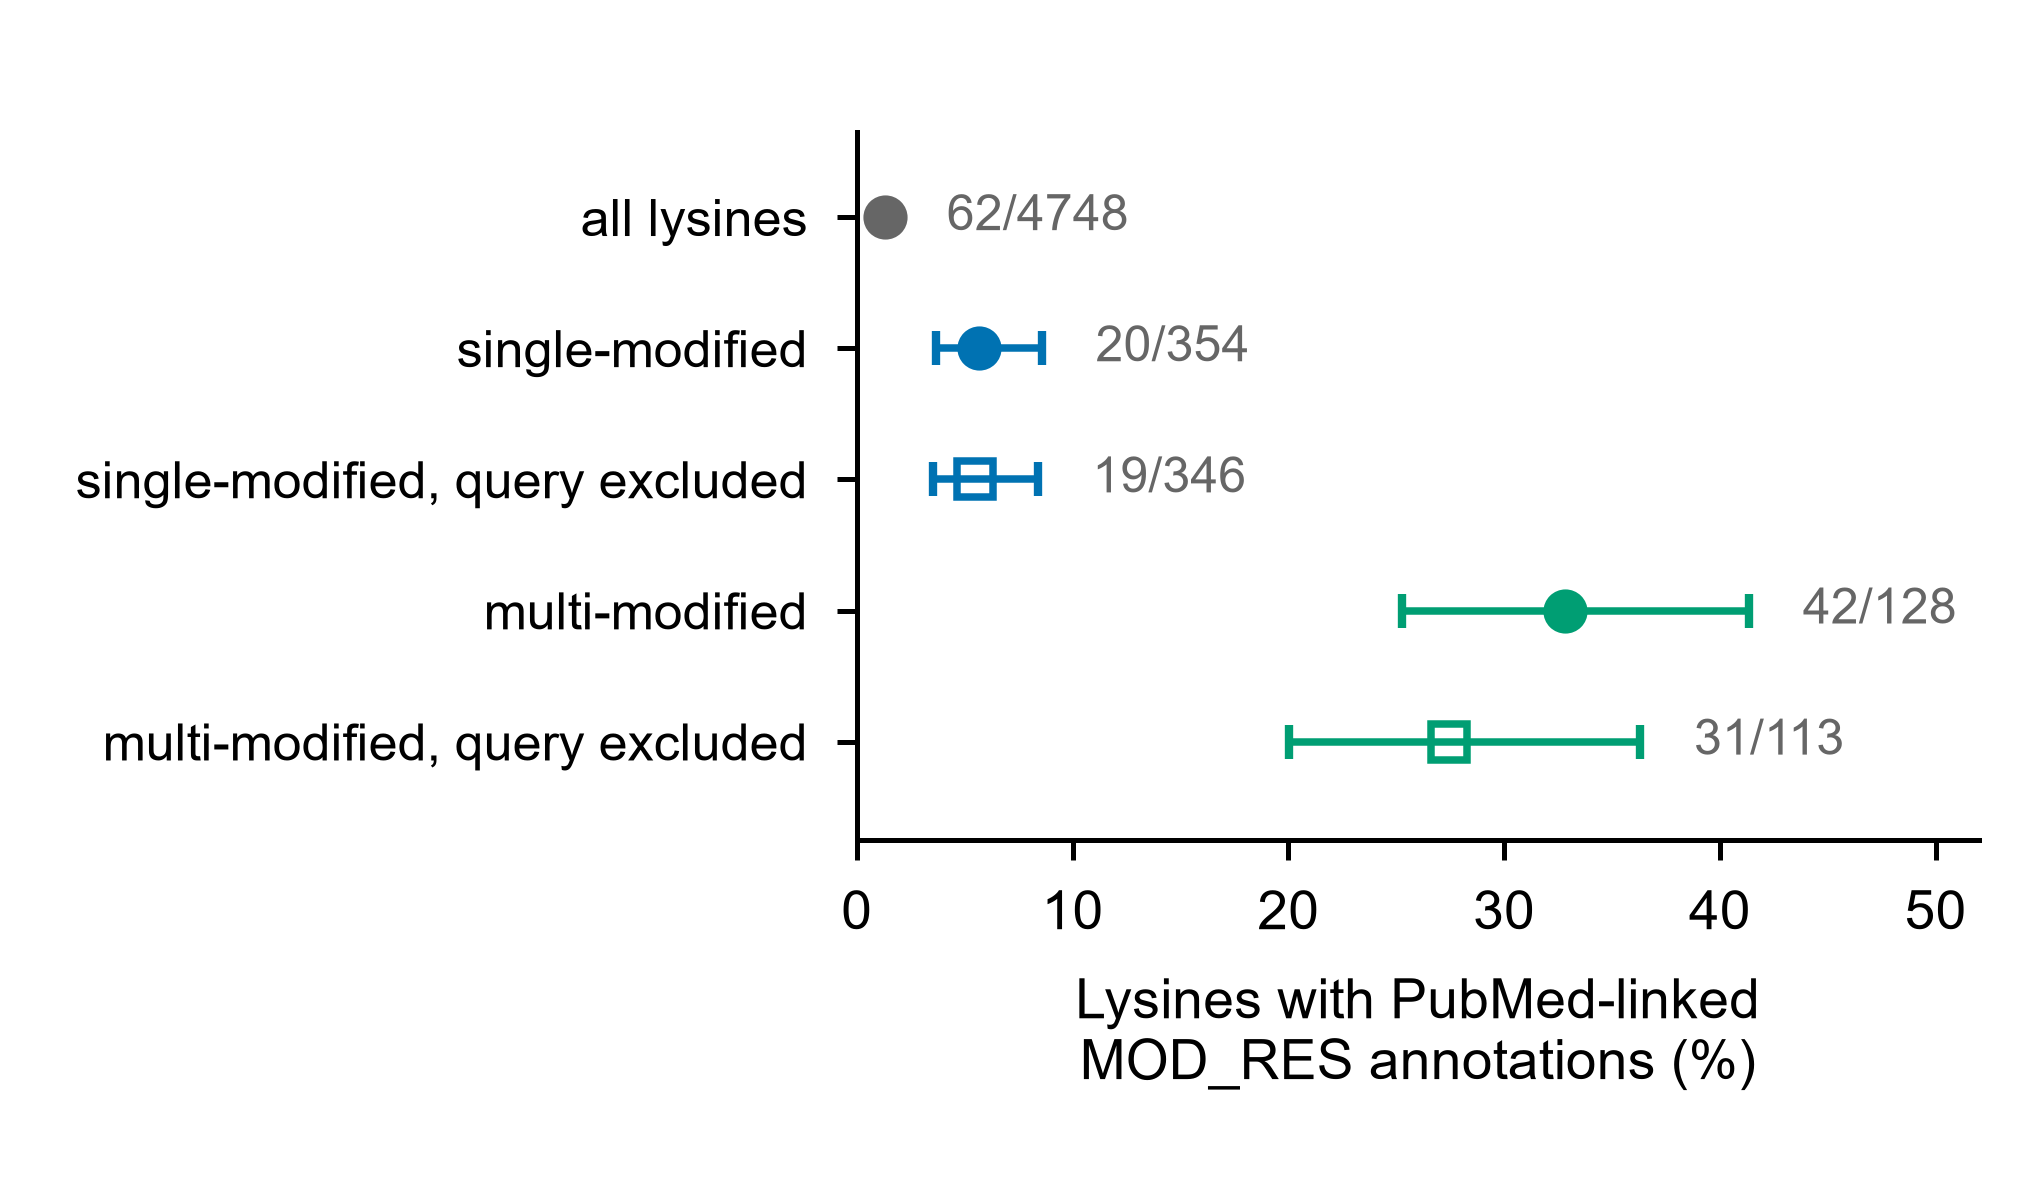 all lysines 62/4748
single-modified 20/354
single-modified, query excluded 19/346
multi-modified 42/128
multi-modified, query excluded 31/113
0 10 20 30 40 50
Lysines with PubMed-linked
MOD_RES annotations (%)